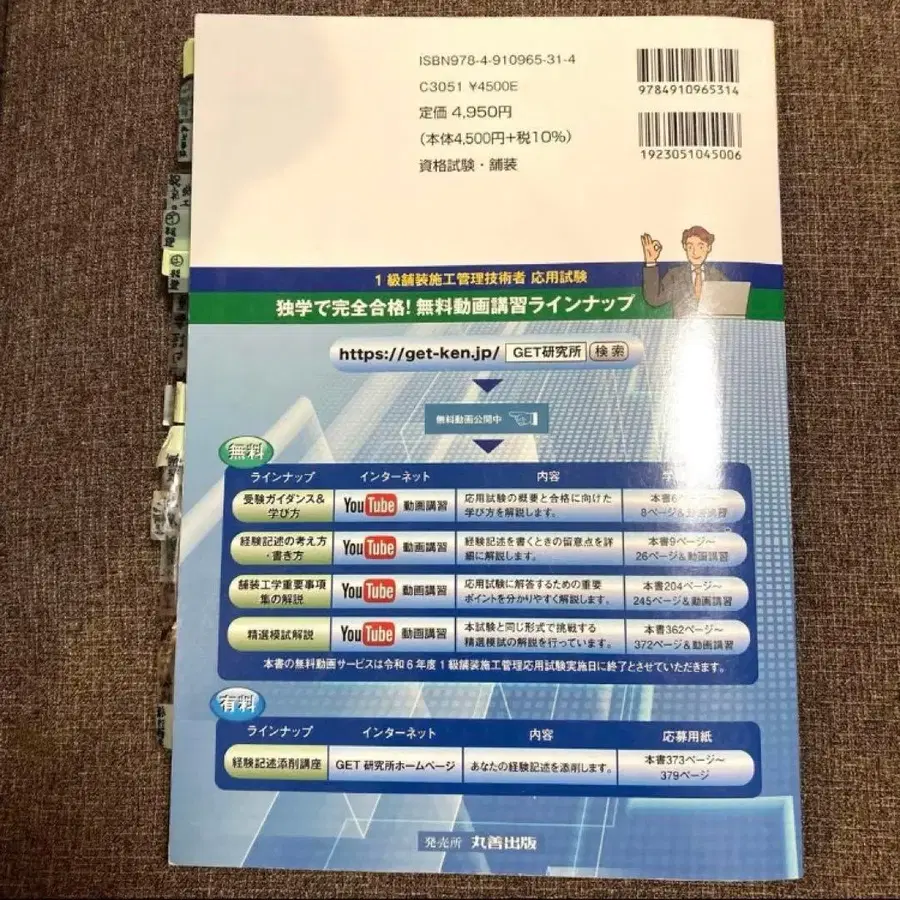 ISBN978-4-910965-31-4
C3051 ¥4500E
定価 4,950円
(本体4,500円+税10%)
資格試験・舗装
9784910965314
1923051045006
1級舗装施工管理技術者 応用試験
独学で完全合格!無料動画講習ラインナップ
https://get-ken.jp/ GET研究所 検索
無料動画公開中
無料
ラインナップ インターネット 内容
受験ガイダンス&
学び方
YouTube 動画講習
応用試験の概要と合格に向けた
学び方を解説します。
8ページ&動画講習
経験記述の考え方
・書き方
YouTube 動画講習
経験記述を書くときの留意点を詳
細に解説します。
本書9ページ～
26ページ&動画講習
舗装工学重要事項
集の解説
YouTube 動画講習
応用試験に解答するための重要
ポイントを分かりやすく解説します。
本書204ページ～
245ページ&動画講習
精選模試解説
YouTube 動画講習
本試験と同じ形式で挑戦する
精選模試の解説を行っています。
本書362ページ～
372ページ&動画講習
本書の無料動画サービスは令和6年度1級舗装施工管理応用試験実施日に終了とさせていただきます。
有料
ラインナップ インターネット 内容 応募用紙
経験記述添削講座 GET 研究所ホームページ あなたの経験記述を添削します。
本書373ページ～
379ページ
発売所 丸善出版